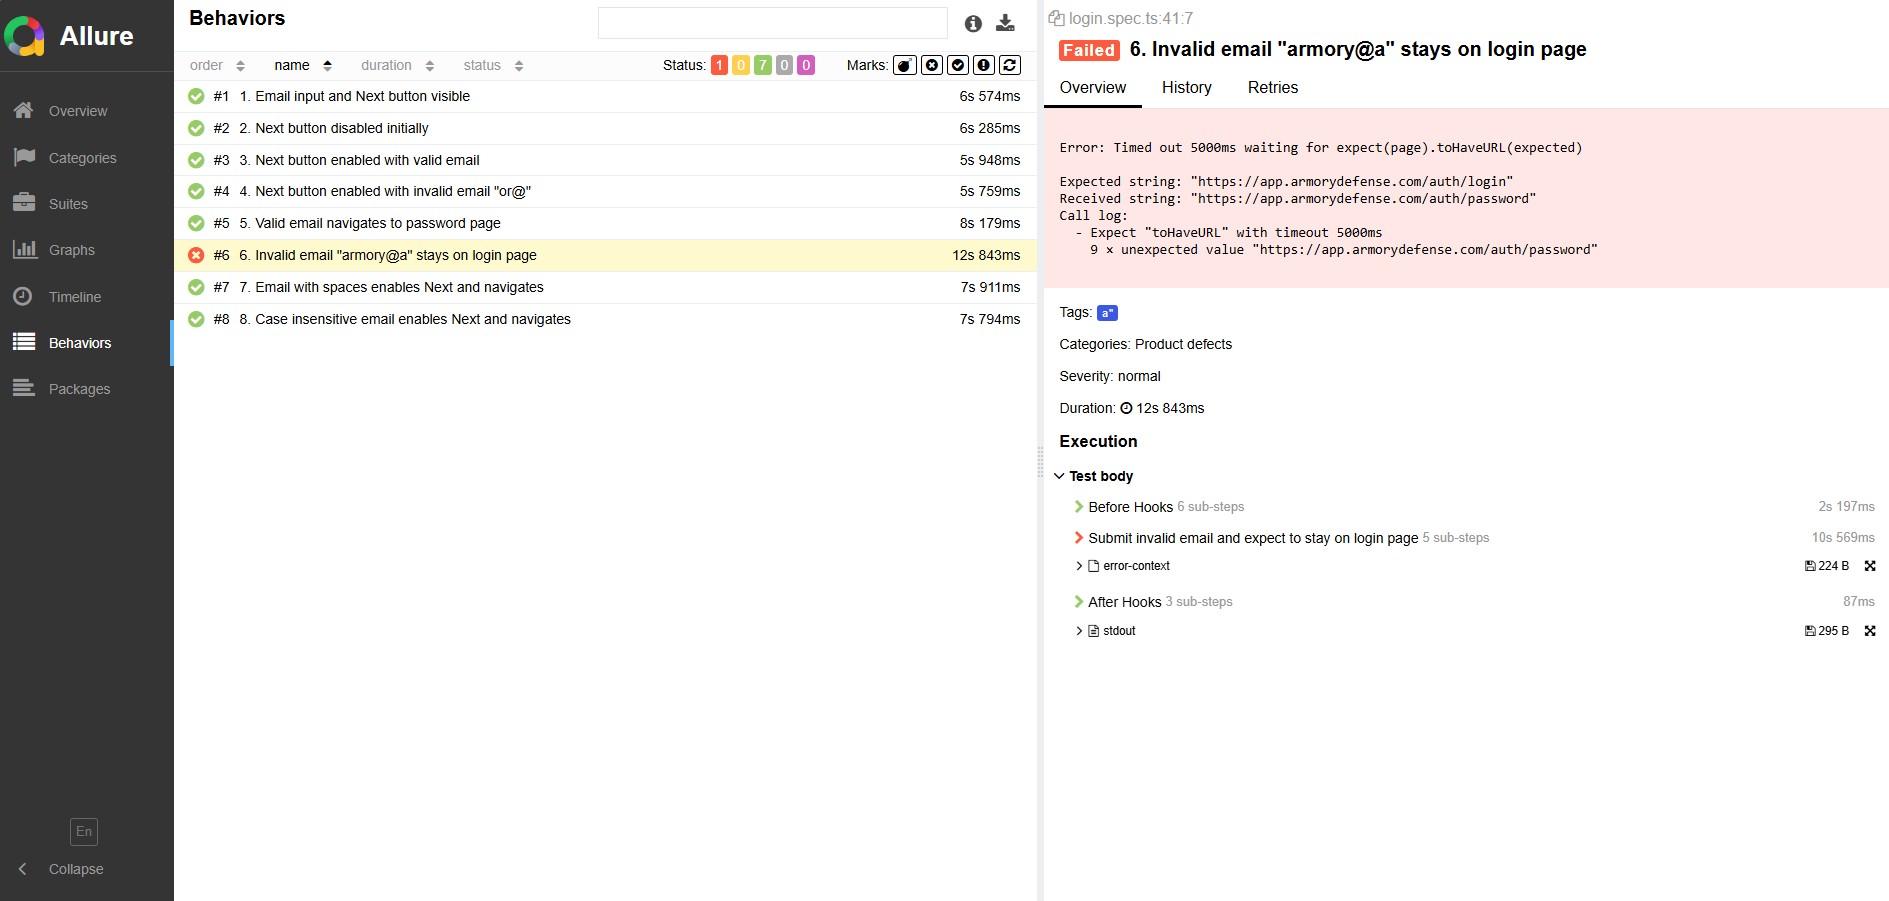 Allure
Overview
Categories
Suites
Graphs
Timeline
Behaviors
Packages
En
Collapse
Behaviors
order name duration status Status: 1 0 7 0 0 Marks:
#1 1. Email input and Next button visible 6s 574ms
#2 2. Next button disabled initially 6s 285ms
#3 3. Next button enabled with valid email 5s 948ms
#4 4. Next button enabled with invalid email "or@" 5s 759ms
#5 5. Valid email navigates to password page 8s 179ms
#6 6. Invalid email "armory@a" stays on login page 12s 843ms
#7 7. Email with spaces enables Next and navigates 7s 911ms
#8 8. Case insensitive email enables Next and navigates 7s 794ms
login.spec.ts:41:7
Failed 6. Invalid email "armory@a" stays on login page
Overview History Retries
Error: Timed out 5000ms waiting for expect(page).toHaveURL(expected)
Expected string: "https://app.armorydefense.com/auth/login"
Received string: "https://app.armorydefense.com/auth/password"
Call log:
- Expect "toHaveURL" with timeout 5000ms
9 × unexpected value "https://app.armorydefense.com/auth/password"
Tags: a"
Categories: Product defects
Severity: normal
Duration: 12s 843ms
Execution
Test body
Before Hooks 6 sub-steps 2s 197ms
Submit invalid email and expect to stay on login page 5 sub-steps 10s 569ms
error-context 224 B
After Hooks 3 sub-steps 87ms
stdout 295 B